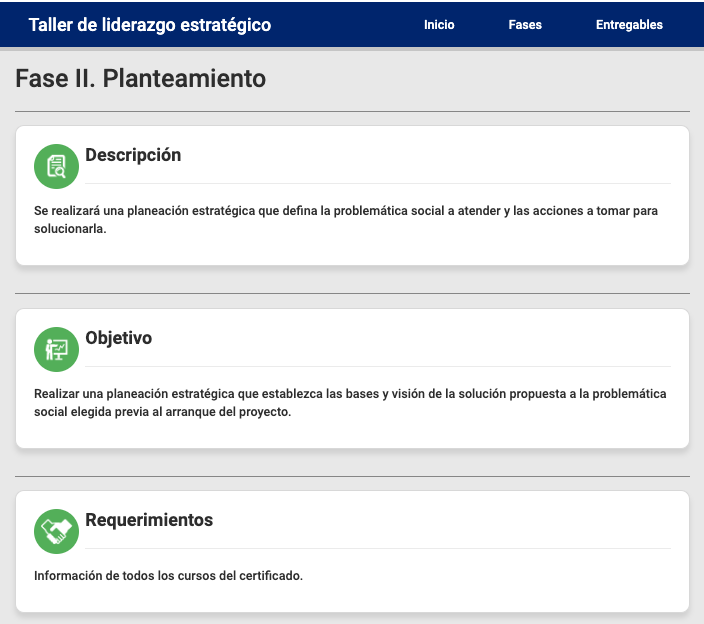 Taller de liderazgo estratégico
Inicio
Fases
Entregables
Fase II. Planteamiento
Descripción
Se realizará una planeación estratégica que defina la problemática social a atender y las acciones a tomar para
solucionarla.
Objetivo
Realizar una planeación estratégica que establezca las bases y visión de la solución propuesta a la problemática
social elegida previa al arranque del proyecto.
Requerimientos
Información de todos los cursos del certificado.